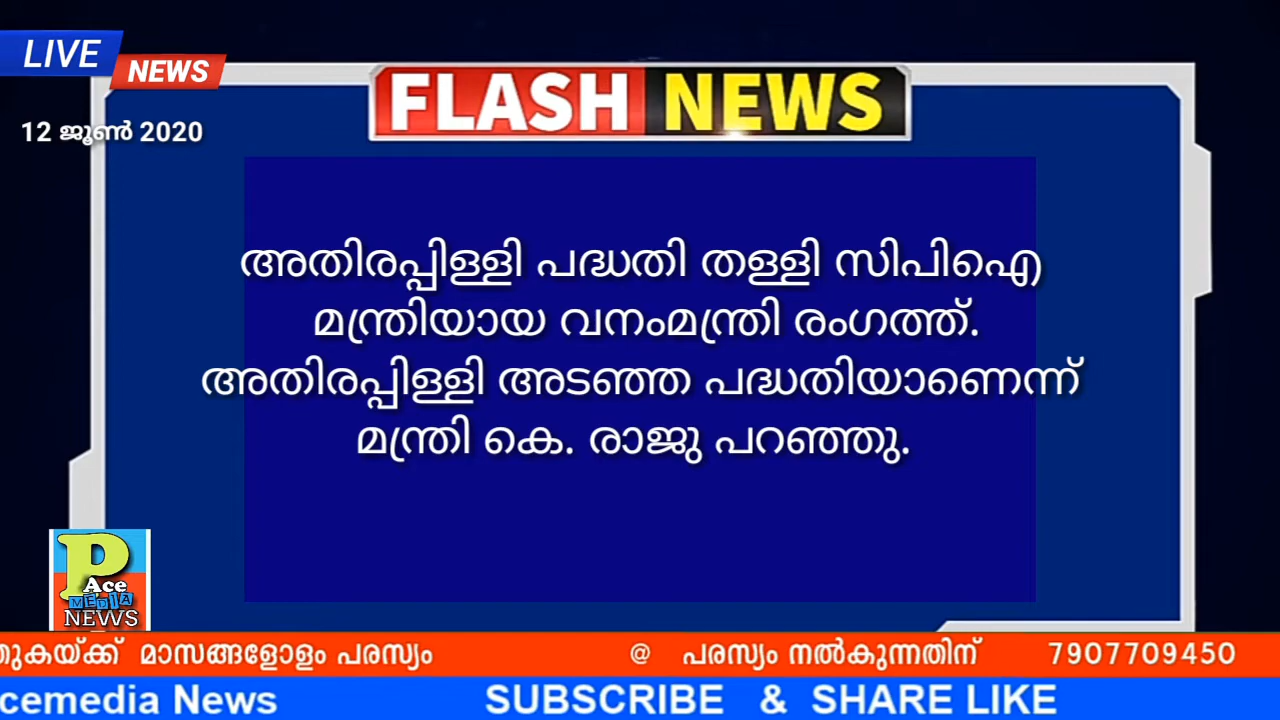 LIVE
NEWS
FLASH NEWS
12 ജൂൺ 2020
അതിരപ്പിള്ളി പദ്ധതി തള്ളി സിപിഐ
മന്ത്രിയായ വനംമന്ത്രി രംഗത്ത്.
അതിരപ്പിള്ളി അടഞ്ഞ പദ്ധതിയാണെന്ന്
മന്ത്രി കെ. രാജു പറഞ്ഞു.
P
Ace
MEDIA
NEWS
തുകയ്ക്ക് മാസങ്ങളോളം പരസ്യം @ പരസ്യം നൽകുന്നതിന് 7907709450
cemedia News SUBSCRIBE & SHARE LIKE